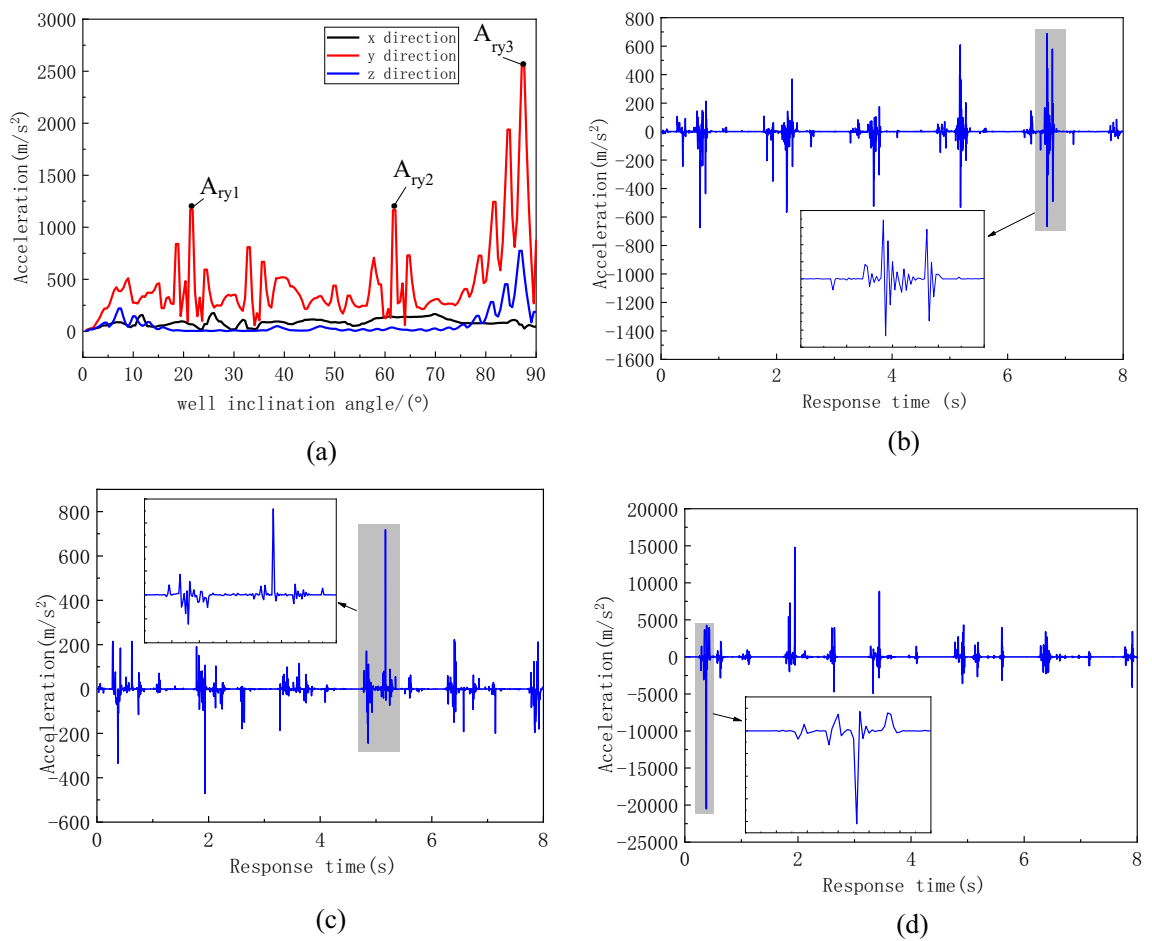 3000
2500
2000
1500
1000
500
0
Acceleration(m/s²)
x direction
y direction
z direction
A_ry1
A_ry2
A_ry3
0 10 20 30 40 50 60 70 80 90
well inclination angle/(°)
(a)
800
600
400
200
0
-200
-400
-600
-800
-1000
-1200
-1400
-1600
Acceleration(m/s²)
0 2 4 6 8
Response time (s)
(b)
800
600
400
200
0
-200
-400
-600
Acceleration(m/s²)
0 2 4 6 8
Response time(s)
(c)
20000
15000
10000
5000
0
-5000
-10000
-15000
-20000
-25000
Acceleration(m/s²)
0 2 4 6 8
Response time(s)
(d)